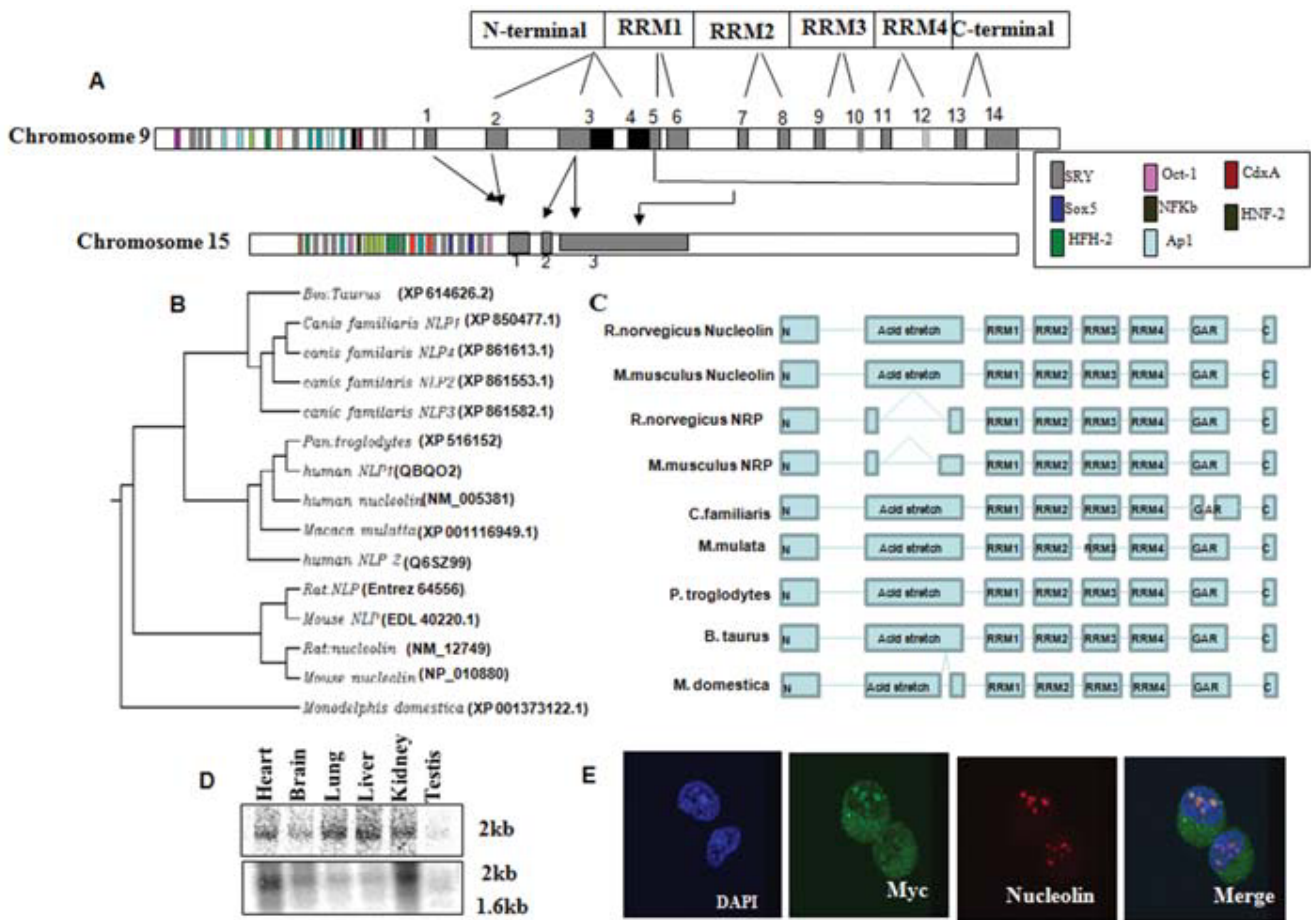 N-terminal RRM1 RRM2 RRM3 RRM4 C-terminal
A
1 2 3 4 5 6 7 8 9 10 11 12 13 14
Chromosome 9
SRY Oct-1 CdxA
Sox5 NFKb HNF-2
HFH-2 Ap1
Chromosome 15
1 2 3
B
Bos.Taurus (XP 614626.2)
Canis familiaris NLP1 (XP 850477.1)
canis familaris NLP4 (XP 861613.1)
canis familaris NLP2 (XP 861553.1)
canic familaris NLP3 (XP 861582.1)
Pan.troglodytes (XP 516152)
human NLP1 (QBQO2)
human nucleolin (NM_005381)
Macaca mulatta (XP 001116949.1)
human NLP 2 (Q6SZ99)
Rat.NLP (Entrez 64556)
Mouse NLP (EDL 40220.1)
Rat:nucleolin (NM_12749)
Mouse nucleolin (NP_010880)
Monodelphis domestica (XP 001373122.1)
C
R.norvegicus Nucleolin N Acid stretch RRM1 RRM2 RRM3 RRM4 GAR C
M.musculus Nucleolin N Acid stretch RRM1 RRM2 RRM3 RRM4 GAR C
R.norvegicus NRP N RRM1 RRM2 RRM3 RRM4 GAR C
M.musculus NRP N RRM1 RRM2 RRM3 RRM4 GAR C
C.familiaris N Acid stretch RRM1 RRM2 RRM3 RRM4 GAR C
M.mulata N Acid stretch RRM1 RRM2 RRM3 RRM4 GAR C
P. troglodytes N Acid stretch RRM1 RRM2 RRM3 RRM4 GAR C
B. taurus N Acid stretch RRM1 RRM2 RRM3 RRM4 GAR C
M. domestica N Acid stretch RRM1 RRM2 RRM3 RRM4 GAR C
D
Heart Brain Lung Liver Kidney Testis
2kb
2kb
1.6kb
E
DAPI Myc Nucleolin Merge